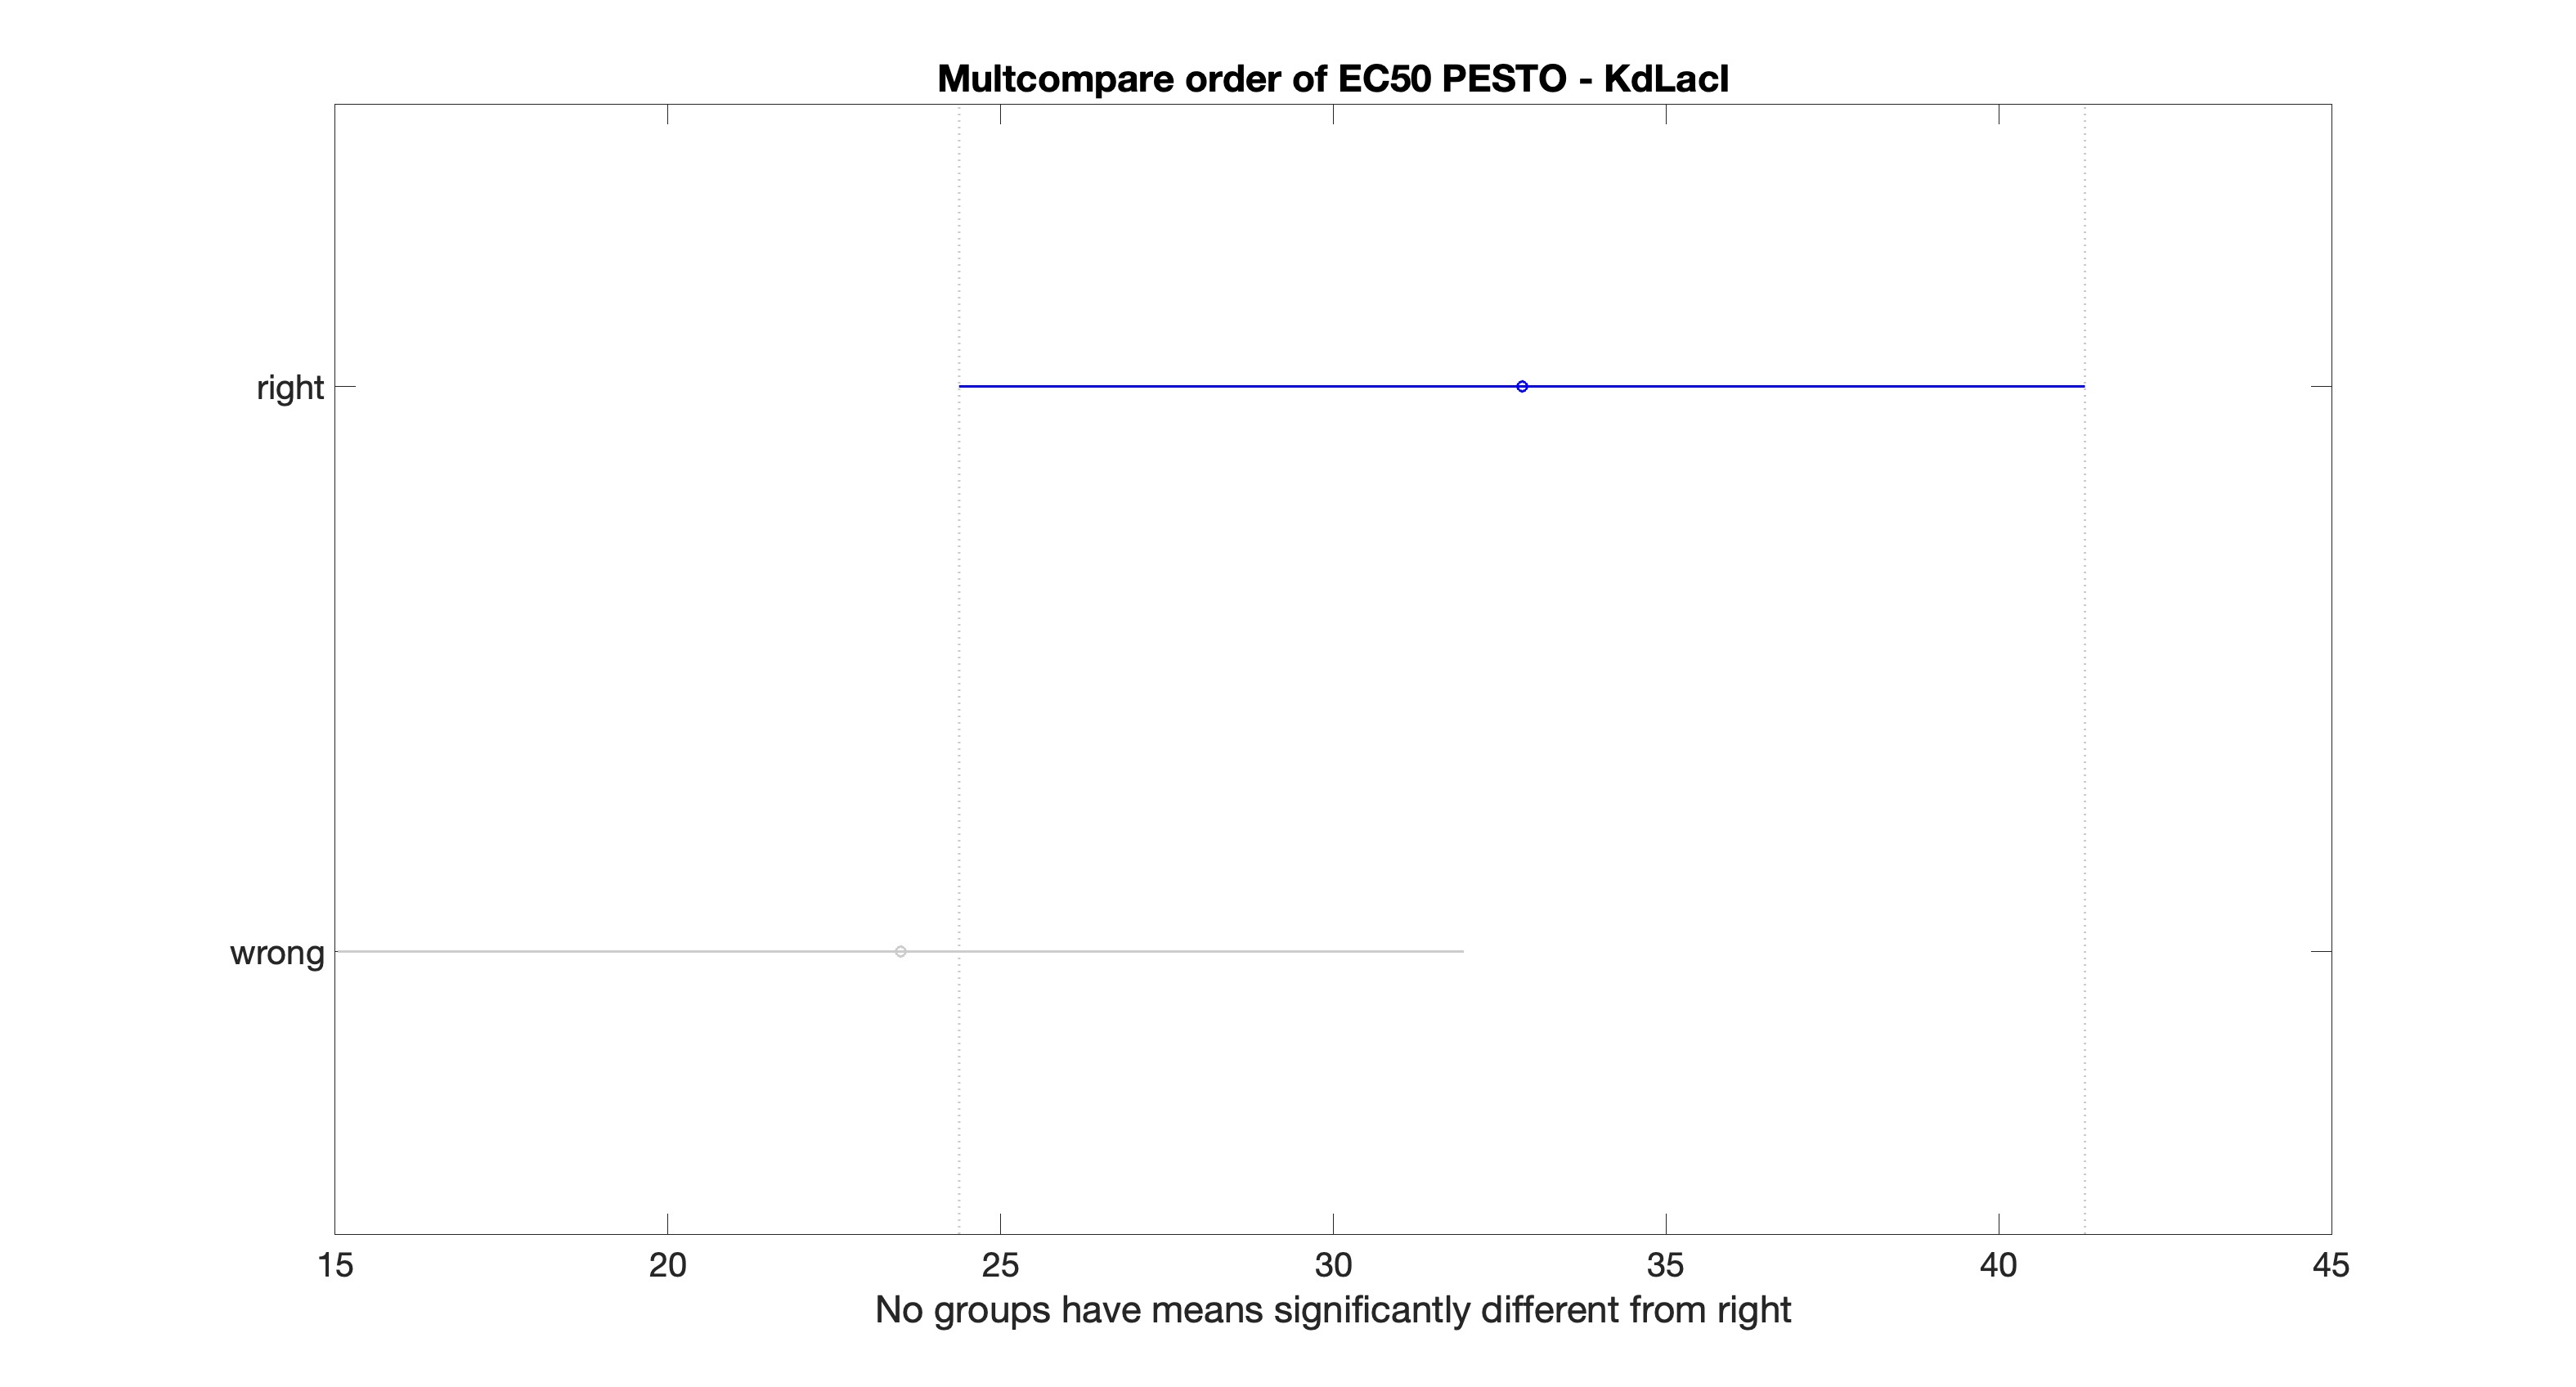 Multcompare order of EC50 PESTO - KdLacI
right
wrong
15 20 25 30 35 40 45
No groups have means significantly different from right